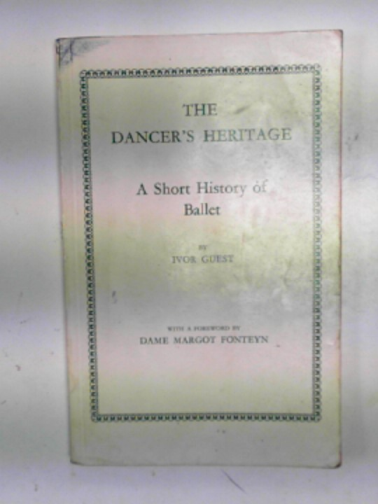 THE
DANCER'S HERITAGE
A Short History of
Ballet
BY
IVOR GUEST
WITH A FOREWORD BY
DAME MARGOT FONTEYN